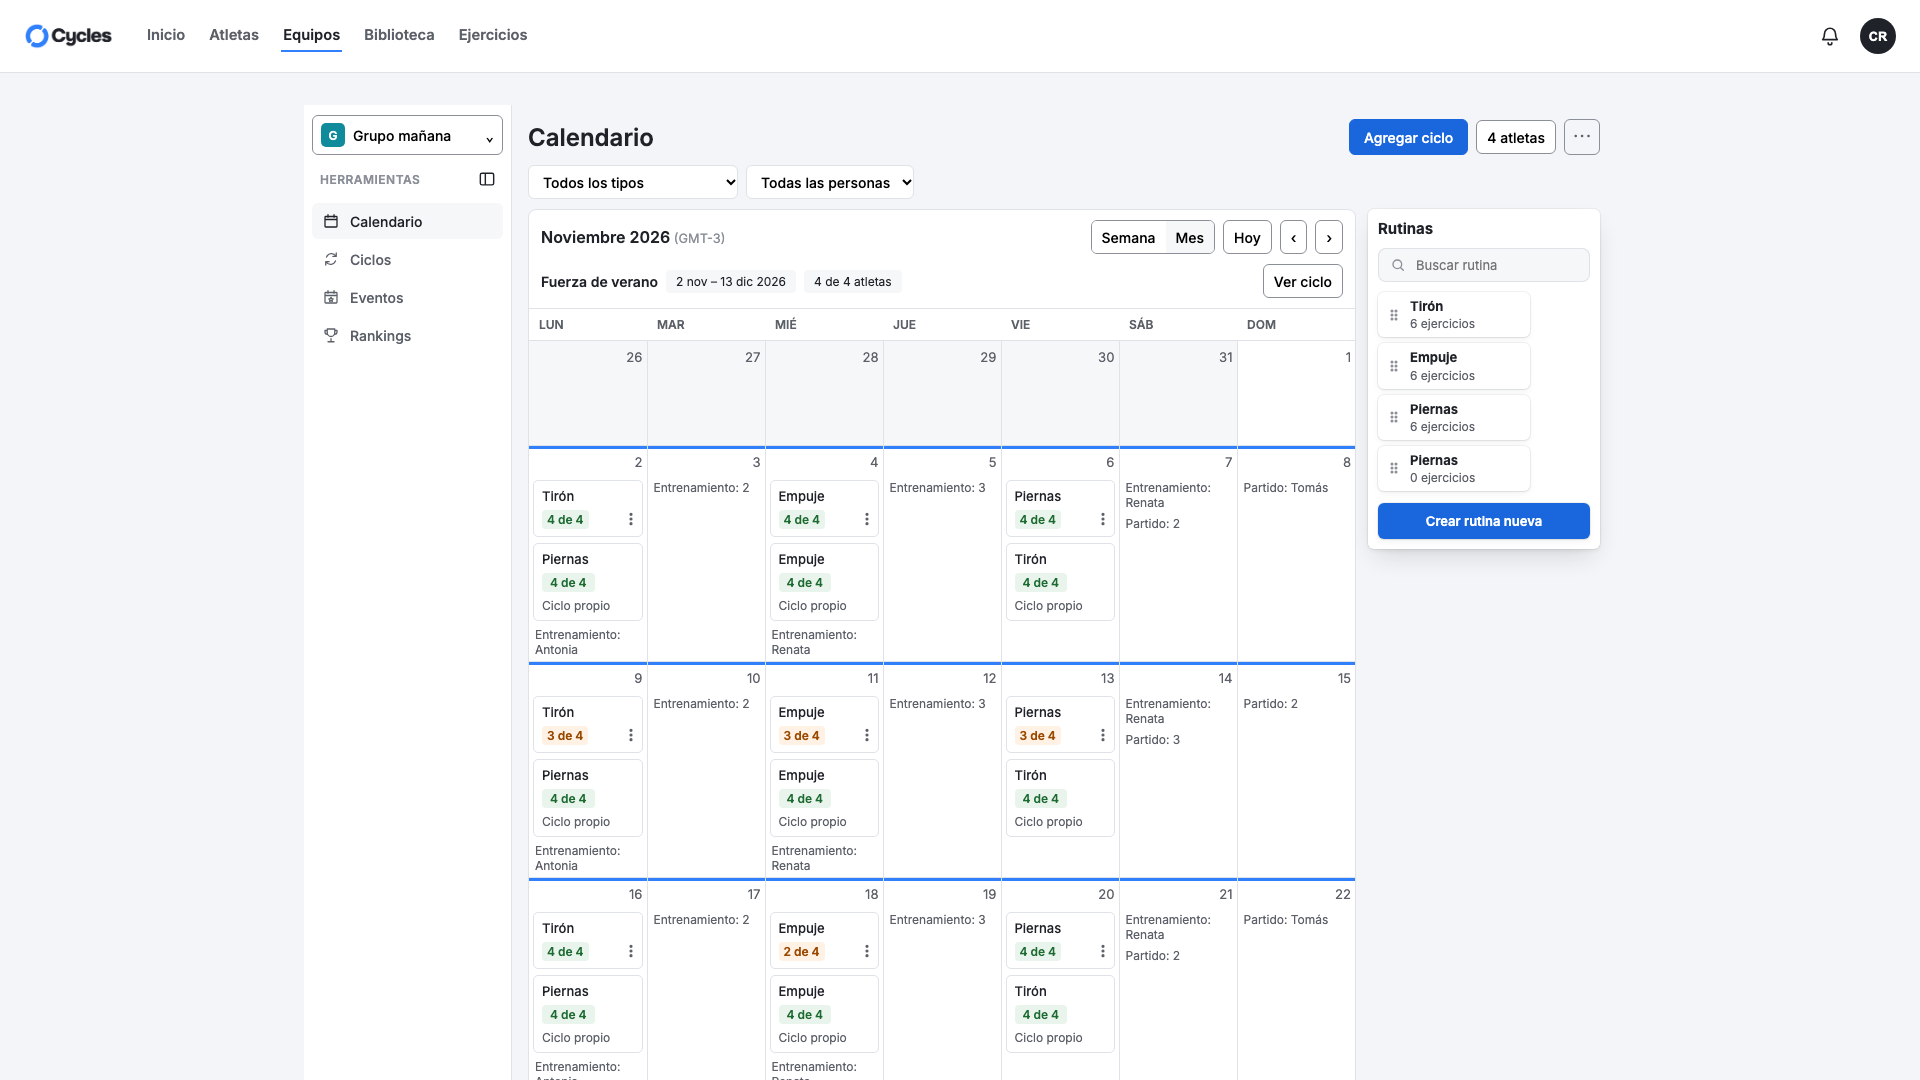 Cycles
Inicio
Atletas
Equipos
Biblioteca
Ejercicios
CR
G
Grupo mañana
HERRAMIENTAS
Calendario
Ciclos
Eventos
Rankings
Calendario
Agregar ciclo
4 atletas
Todos los tipos
Todas las personas
Noviembre 2026 (GMT-3)
Semana
Mes
Hoy
Fuerza de verano
2 nov – 13 dic 2026
4 de 4 atletas
Ver ciclo
LUN MAR MIÉ JUE VIE SÁB DOM
26 27 28 29 30 31 1
2
Tirón
4 de 4
Piernas
4 de 4
Ciclo propio
Entrenamiento:
Antonia
3
Entrenamiento: 2
4
Empuje
4 de 4
Empuje
4 de 4
Ciclo propio
Entrenamiento:
Renata
5
Entrenamiento: 3
6
Piernas
4 de 4
Tirón
4 de 4
Ciclo propio
7
Entrenamiento:
Renata
Partido: 2
8
Partido: Tomás
9
Tirón
3 de 4
Piernas
4 de 4
Ciclo propio
Entrenamiento:
Antonia
10
Entrenamiento: 2
11
Empuje
3 de 4
Empuje
4 de 4
Ciclo propio
Entrenamiento:
Renata
12
Entrenamiento: 3
13
Piernas
3 de 4
Tirón
4 de 4
Ciclo propio
14
Entrenamiento:
Renata
Partido: 3
15
Partido: 2
16
Tirón
4 de 4
Piernas
4 de 4
Ciclo propio
Entrenamiento:
17
Entrenamiento: 2
18
Empuje
2 de 4
Empuje
4 de 4
Ciclo propio
Entrenamiento:
19
Entrenamiento: 3
20
Piernas
4 de 4
Tirón
4 de 4
Ciclo propio
21
Entrenamiento:
Renata
Partido: 2
22
Partido: Tomás
Rutinas
Buscar rutina
Tirón
6 ejercicios
Empuje
6 ejercicios
Piernas
6 ejercicios
Piernas
0 ejercicios
Crear rutina nueva